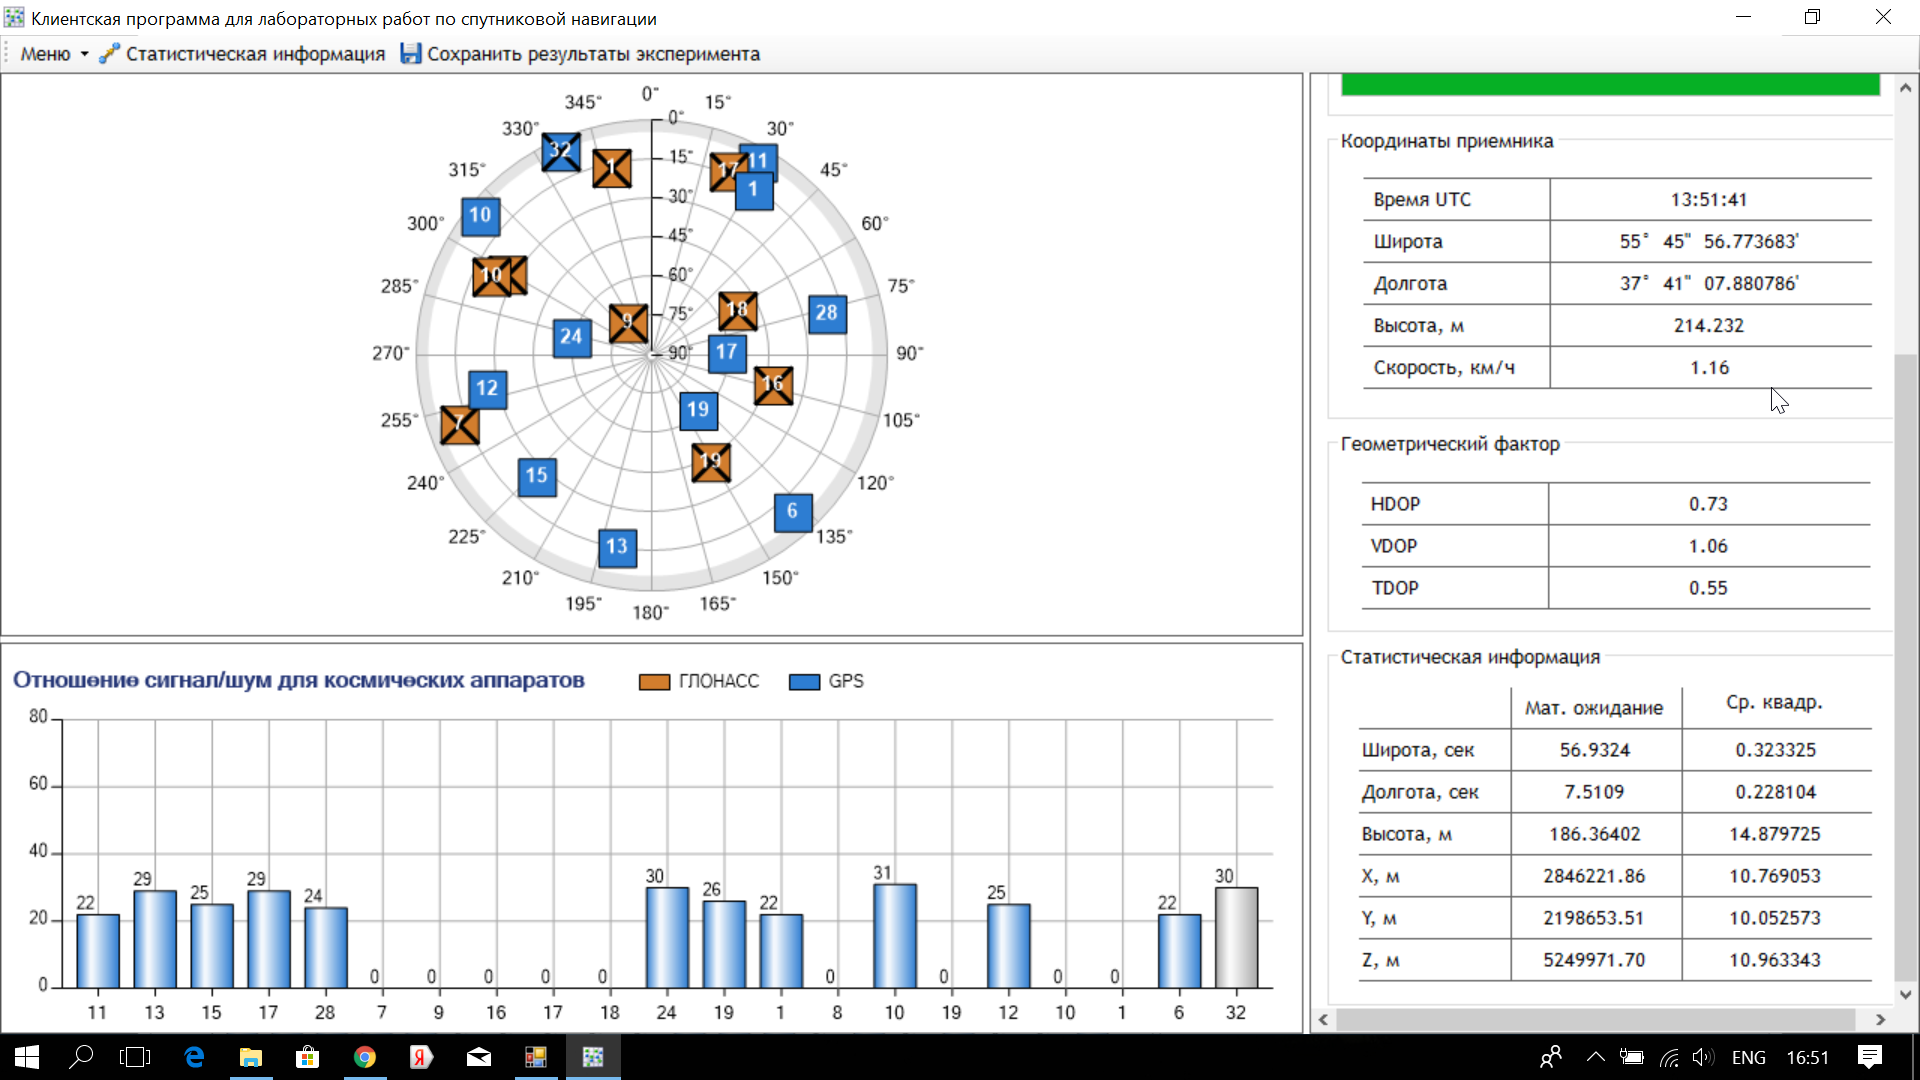 Клиентская программа для лабораторных работ по спутниковой навигации
Меню Статистическая информация Сохранить результаты эксперимента
0°
15°
30°
45°
60°
75°
90°
105°
120°
135°
150°
165°
180°
195°
210°
225°
240°
255°
270°
285°
300°
315°
330°
345°
0°
15°
30°
45°
60°
75°
90°
32
1
17
11
1
10
10
9
18
28
24
17
12
16
7
19
19
15
6
13
Отношение сигнал/шум для космических аппаратов
ГЛОНАСС
GPS
80
60
40
20
0
22 29 25 29 24 0 0 0 0 0 30 26 22 0 31 0 25 0 0 22 30
11 13 15 17 28 7 9 16 17 18 24 19 1 8 10 19 12 10 1 6 32
Координаты приемника
Время UTC 13:51:41
Широта 55° 45" 56.773683'
Долгота 37° 41" 07.880786'
Высота, м 214.232
Скорость, км/ч 1.16
Геометрический фактор
HDOP 0.73
VDOP 1.06
TDOP 0.55
Статистическая информация
Мат. ожидание Ср. квадр.
Широта, сек 56.9324 0.323325
Долгота, сек 7.5109 0.228104
Высота, м 186.36402 14.879725
X, м 2846221.86 10.769053
Y, м 2198653.51 10.052573
Z, м 5249971.70 10.963343
ENG 16:51